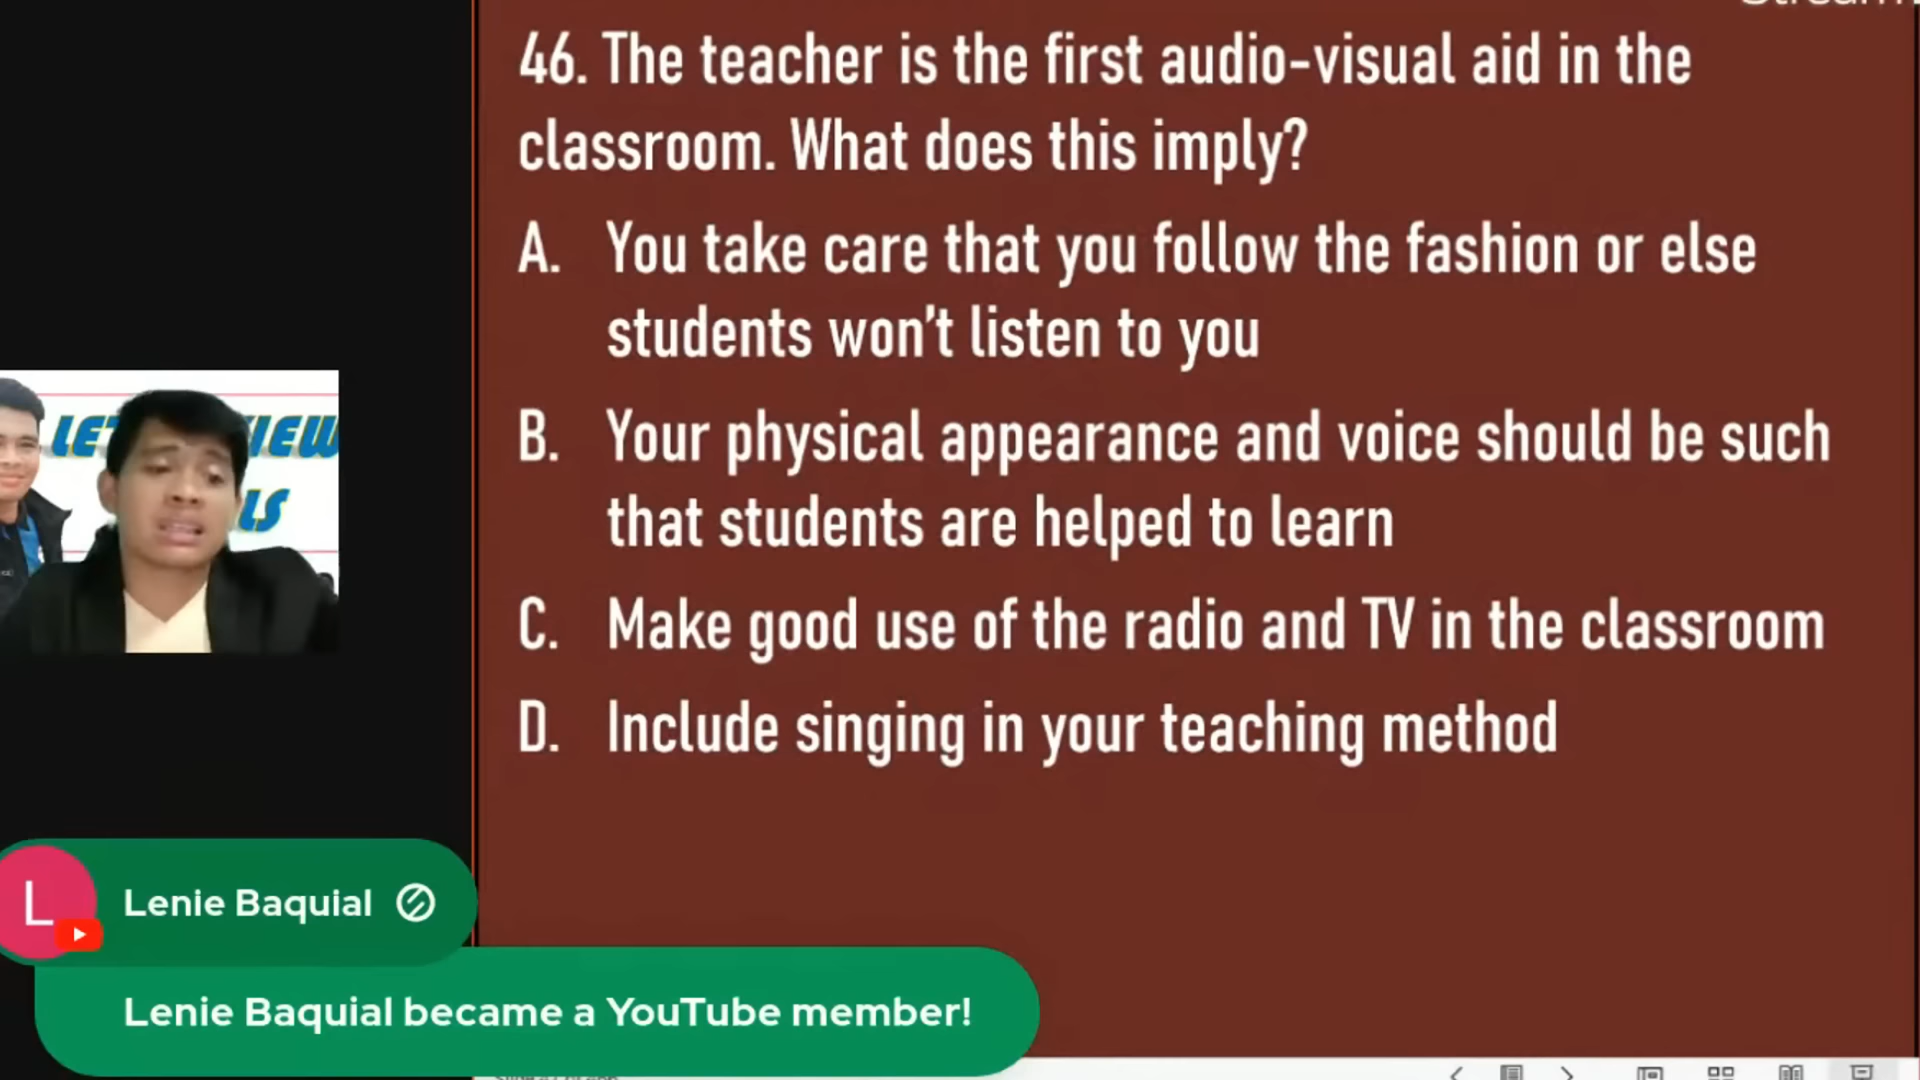 46. The teacher is the first audio-visual aid in the
classroom. What does this imply?
A. You take care that you follow the fashion or else
students won't listen to you
B. Your physical appearance and voice should be such
that students are helped to learn
C. Make good use of the radio and TV in the classroom
D. Include singing in your teaching method
L
Lenie Baquial
Lenie Baquial became a YouTube member!